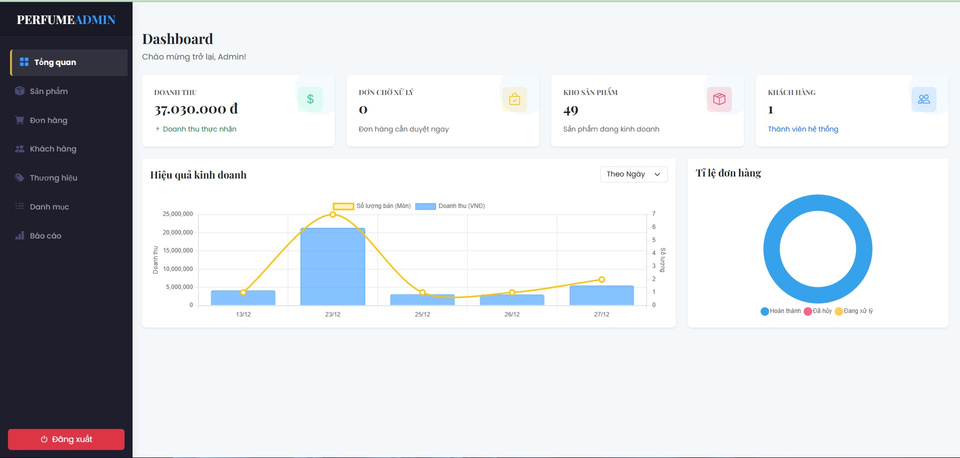 PERFUMEADMIN
Tổng quan
Sản phẩm
Đơn hàng
Khách hàng
Thương hiệu
Danh mục
Báo cáo
Đăng xuất
Dashboard
Chào mừng trở lại, Admin!
DOANH THU
37.030.000 đ
Doanh thu thực nhận
ĐƠN CHỜ XỬ LÝ
0
Đơn hàng cần duyệt ngay
KHO SẢN PHẨM
49
Sản phẩm đang kinh doanh
KHÁCH HÀNG
1
Thành viên hệ thống
Hiệu quả kinh doanh
Theo Ngày
Số lượng bán (Món) Doanh thu (VNĐ)
Doanh thu
25,000,000
20,000,000
15,000,000
10,000,000
5,000,000
0
7
6
5
4
3
2
1
0
Số lượng
13/12 23/12 25/12 26/12 27/12
Tỉ lệ đơn hàng
Hoàn thành Đã hủy Đang xử lý